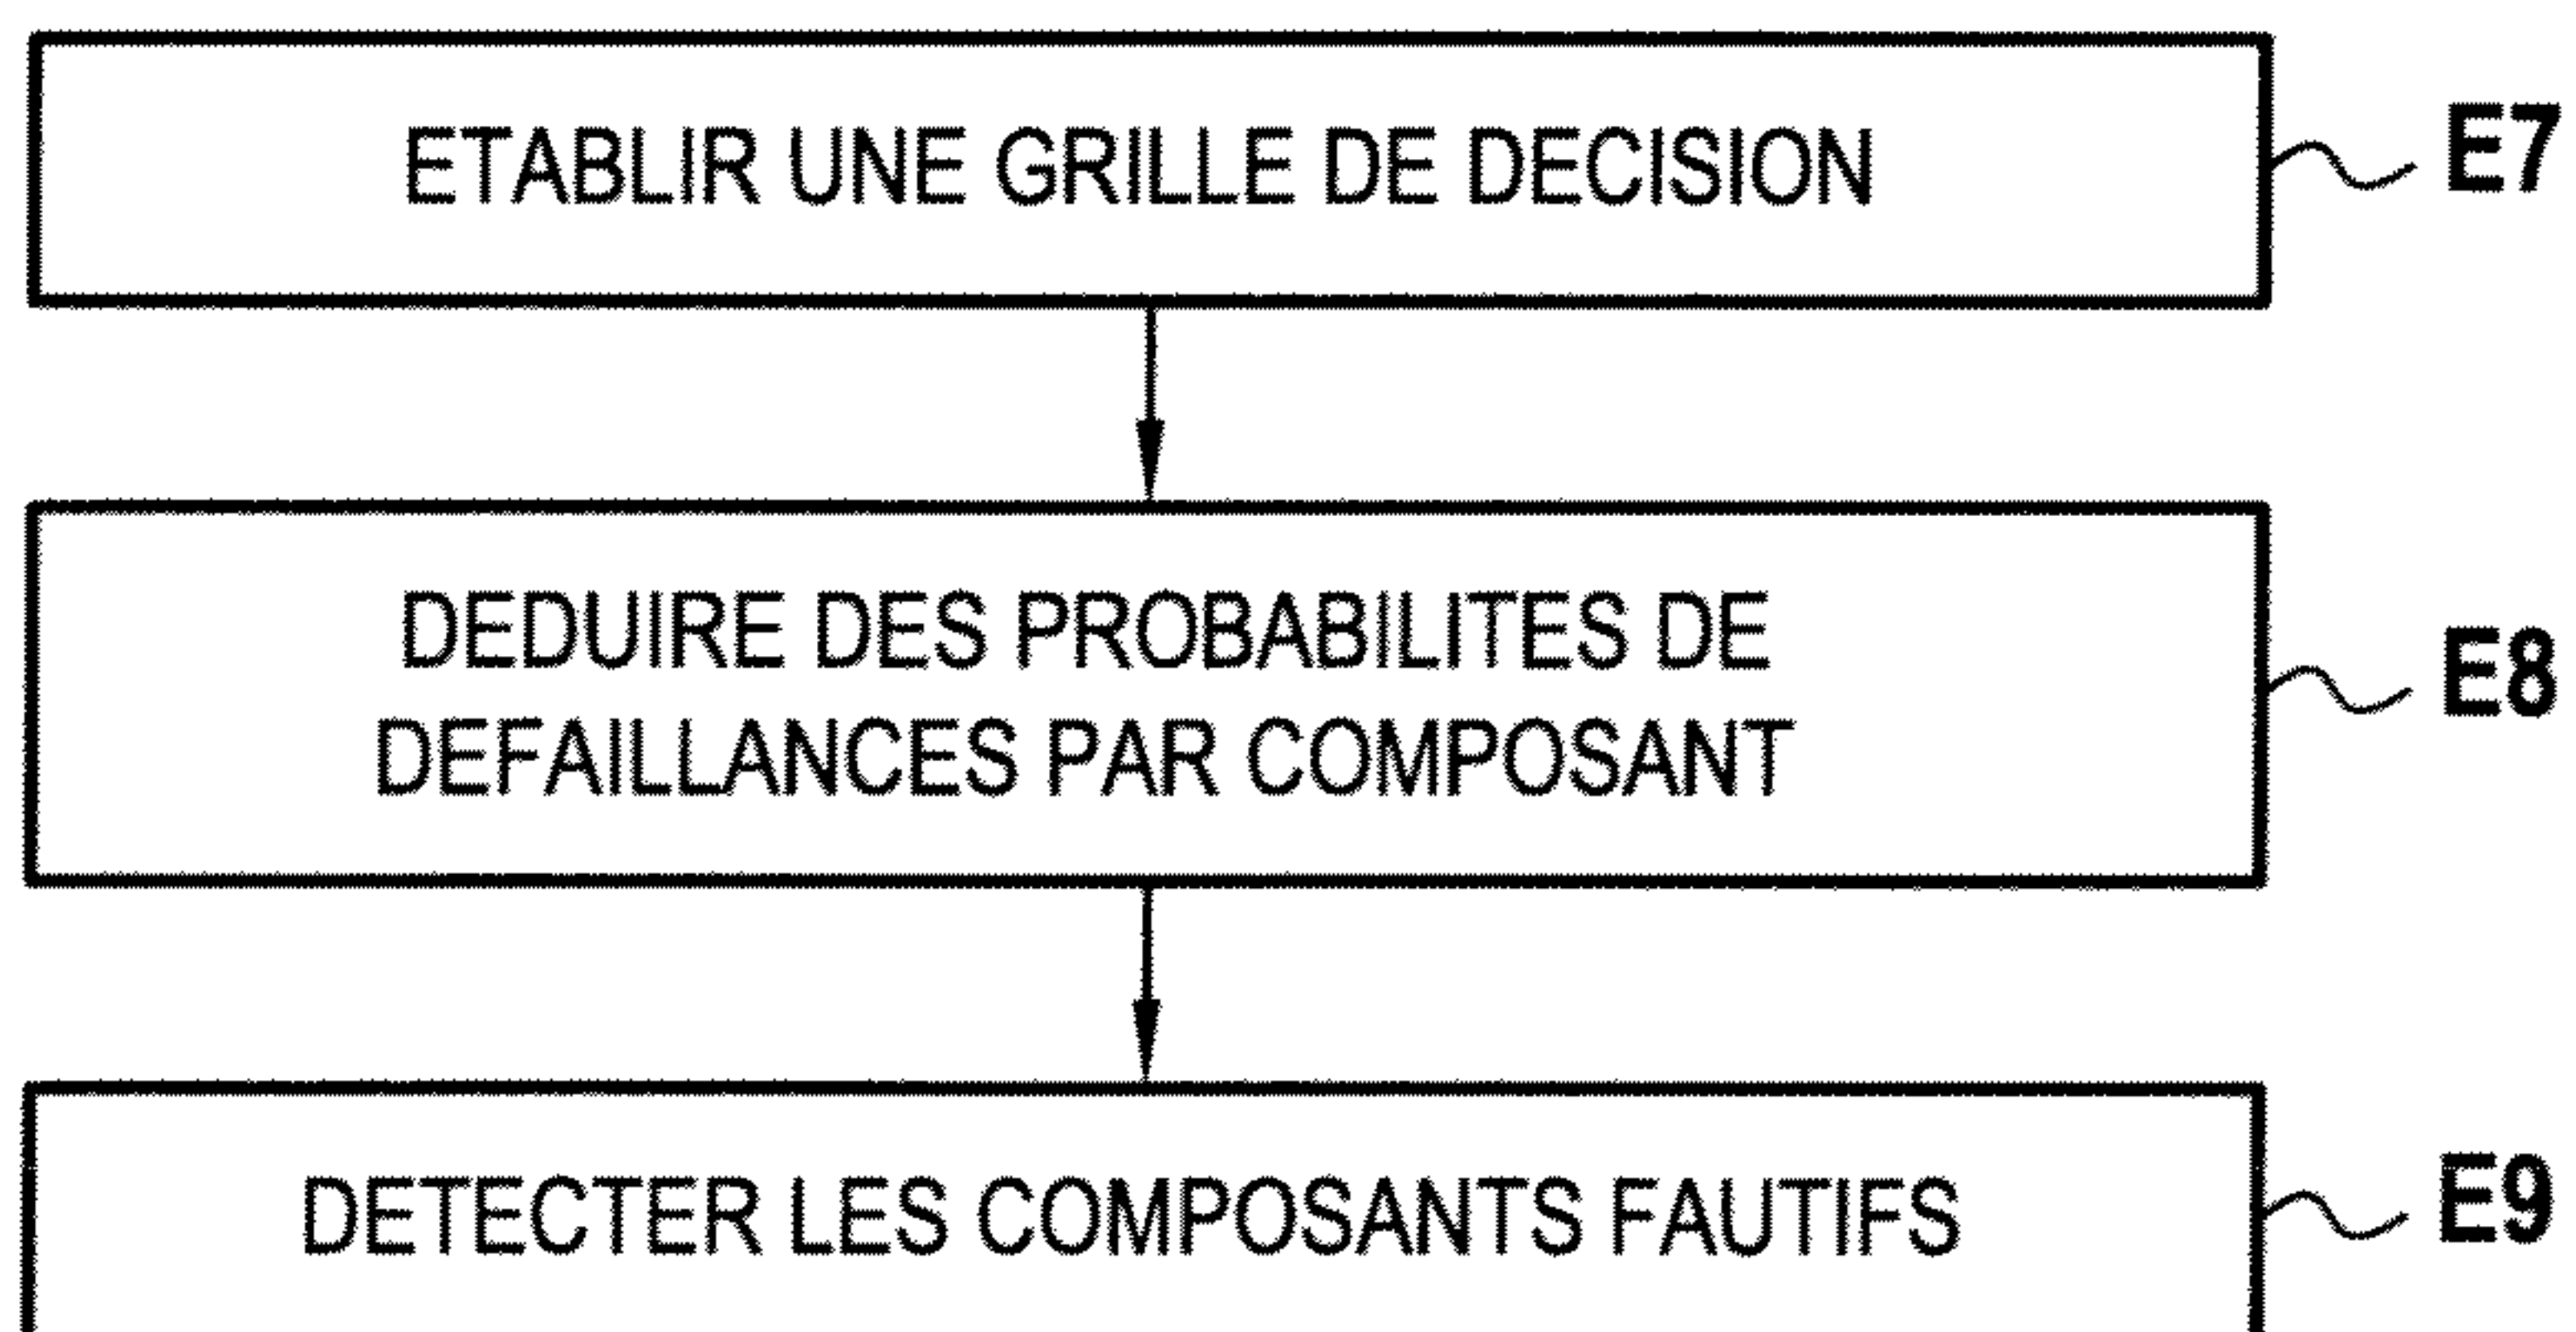 ETABLIR UNE GRILLE DE DECISION
E7
DEDUIRE DES PROBABILITES DE
DEFAILLANCES PAR COMPOSANT
E8
DETECTER LES COMPOSANTS FAUTIFS
E9